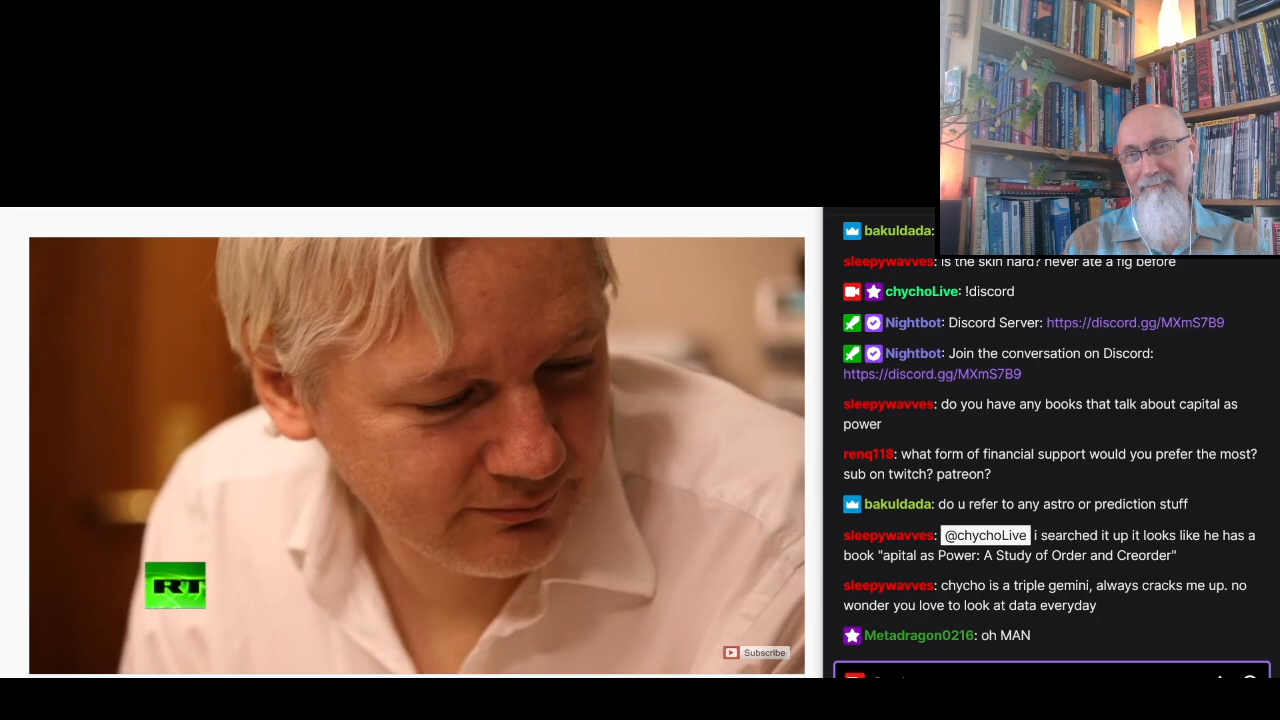 RT
Subscribe
bakuldada:
sleepywavves: is the skin hard? never ate a fig before
chychoLive: !discord
Nightbot: Discord Server: https://discord.gg/MXmS7B9
Nightbot: Join the conversation on Discord:
https://discord.gg/MXmS7B9
sleepywavves: do you have any books that talk about capital as
power
renq118: what form of financial support would you prefer the most?
sub on twitch? patreon?
bakuldada: do u refer to any astro or prediction stuff
sleepywavves: @chychoLive i searched it up it looks like he has a
book "apital as Power: A Study of Order and Creorder"
sleepywavves: chycho is a triple gemini, always cracks me up. no
wonder you love to look at data everyday
Metadragon0216: oh MAN